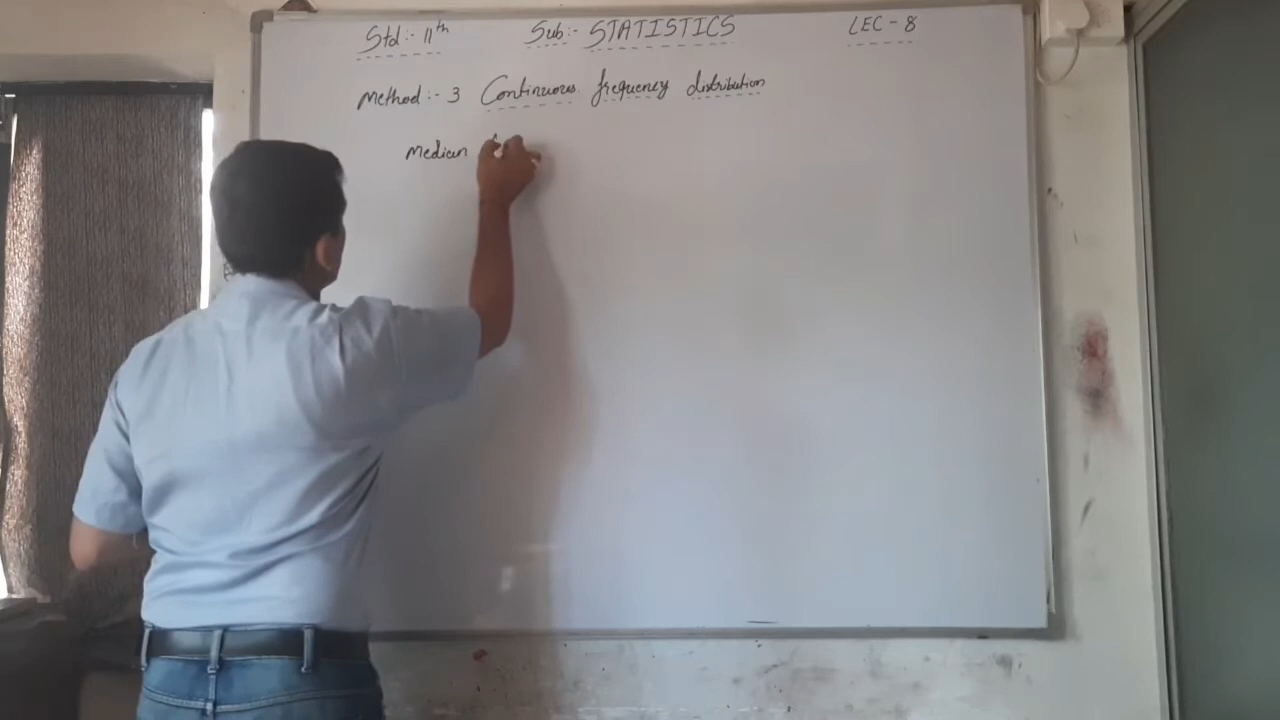 Std:- 11th Sub:- STATISTICS LEC - 8
Method:- 3 Continuous frequency distribution
Median